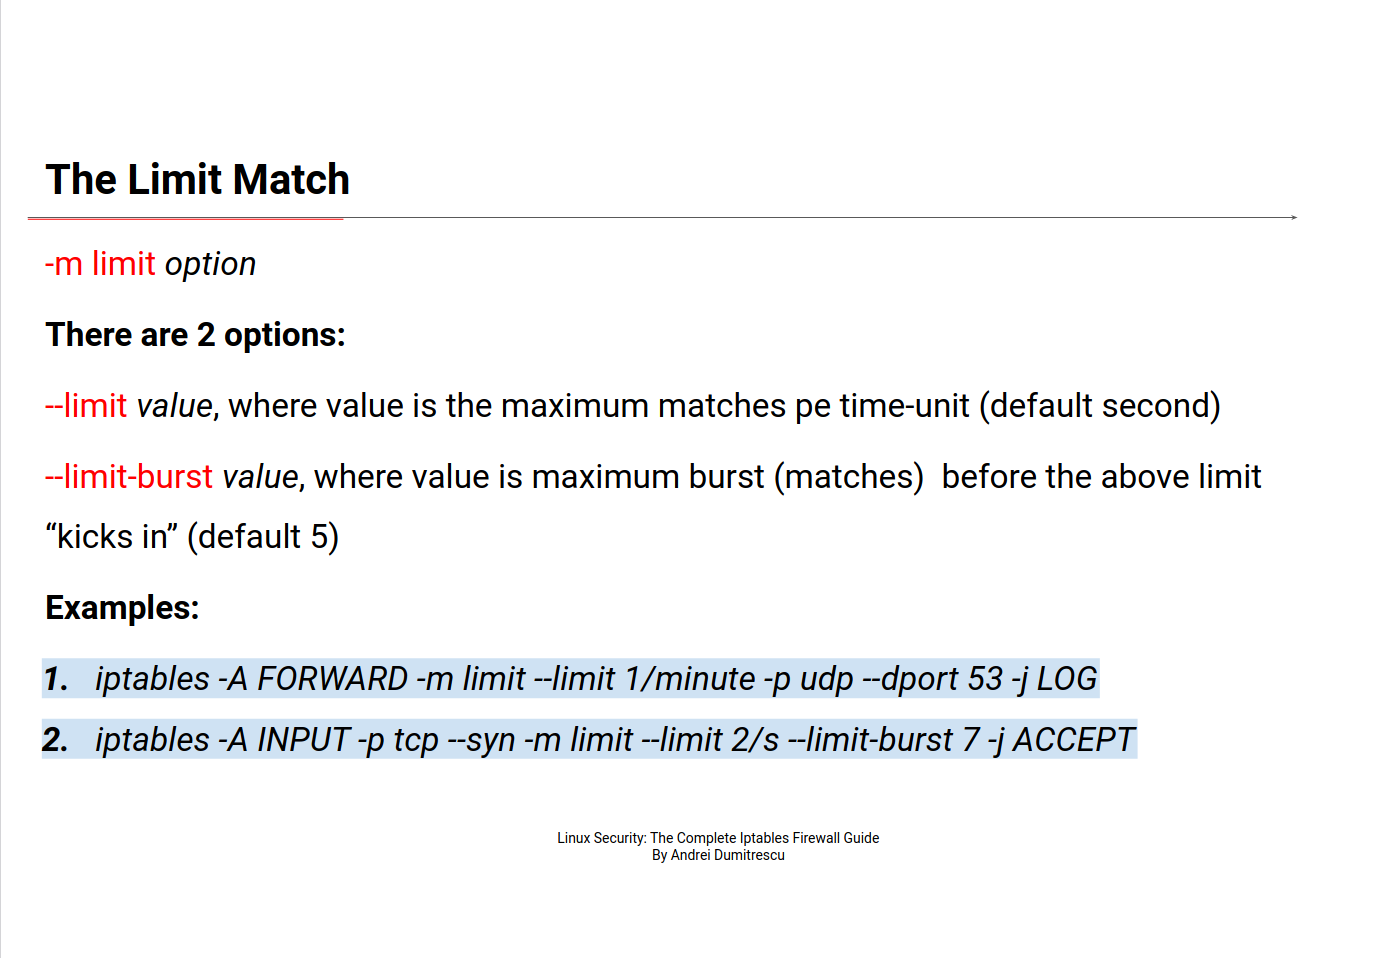 The Limit Match
-m limit option
There are 2 options:
--limit value, where value is the maximum matches pe time-unit (default second)
--limit-burst value, where value is maximum burst (matches)  before the above limit
“kicks in” (default 5)
Examples:
1. iptables -A FORWARD -m limit --limit 1/minute -p udp --dport 53 -j LOG
2. iptables -A INPUT -p tcp --syn -m limit --limit 2/s --limit-burst 7 -j ACCEPT
Linux Security: The Complete Iptables Firewall Guide
By Andrei Dumitrescu